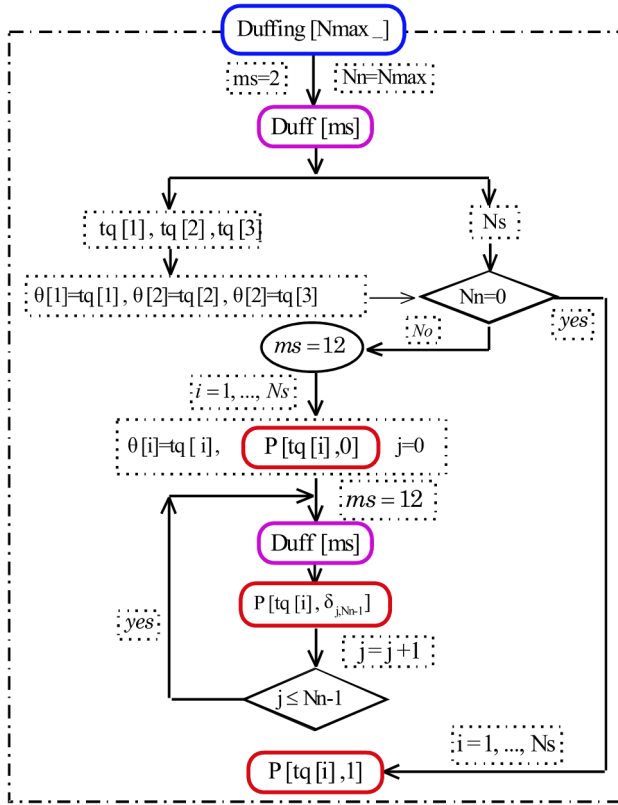 Duffing [Nmax _]
ms=2
Nn=Nmax
Duff [ms]
tq [1] , tq [2] , tq [3]
Ns
θ[1]=tq[1] , θ[2]=tq[2] , θ[2]=tq[3]
Nn=0
No
yes
ms = 12
i = 1, ..., Ns
θ[i]=tq[ i],
P[tq[i],0]
j=0
ms = 12
Duff [ms]
P[tq[i], δj,Nn-1]
yes
j= j+1
j ≤ Nn-1
i= 1, ..., Ns
P[tq[i],1]